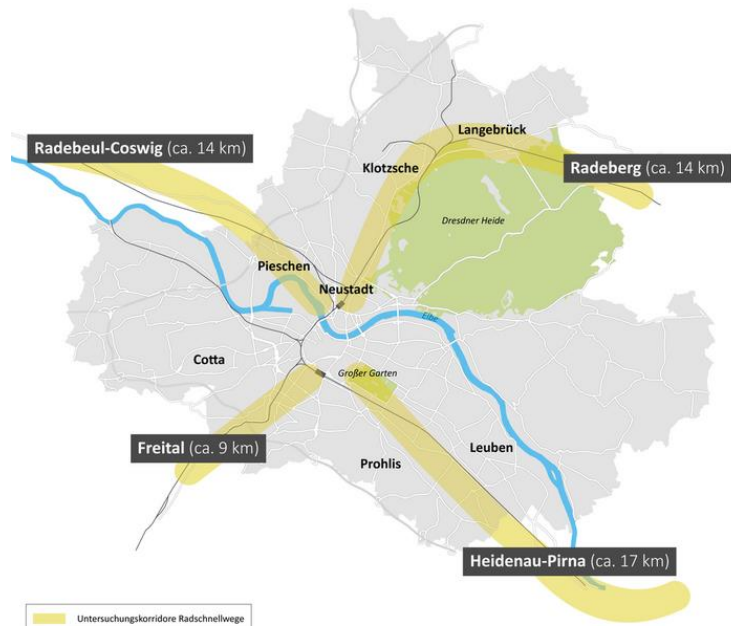 Langebrück
Radebeul-Coswig (ca. 14 km)
Klotzsche
Radeberg (ca. 14 km)
Dresdner Heide
Pieschen
Neustadt
Elbe
Cotta
Großer Garten
Freital (ca. 9 km)
Leuben
Prohlis
Heidenau-Pirna (ca. 17 km)
Untersuchungskorridore Radschnellwege